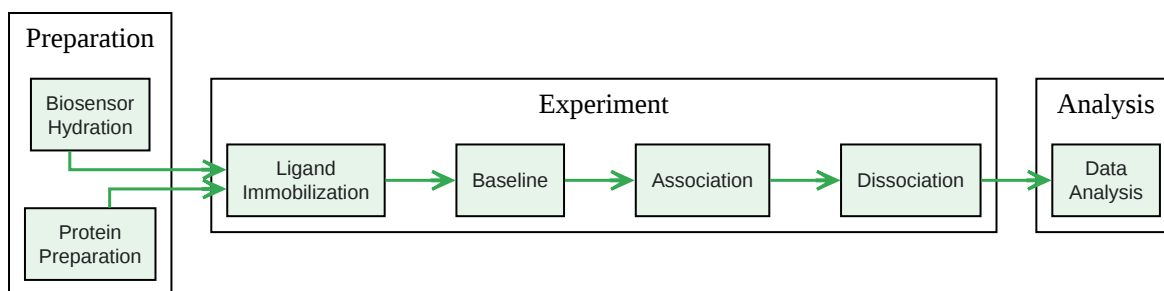 Preparation
Biosensor
Hydration
Protein
Preparation
Experiment
Ligand
Immobilization
Baseline
Association
Dissociation
Analysis
Data
Analysis